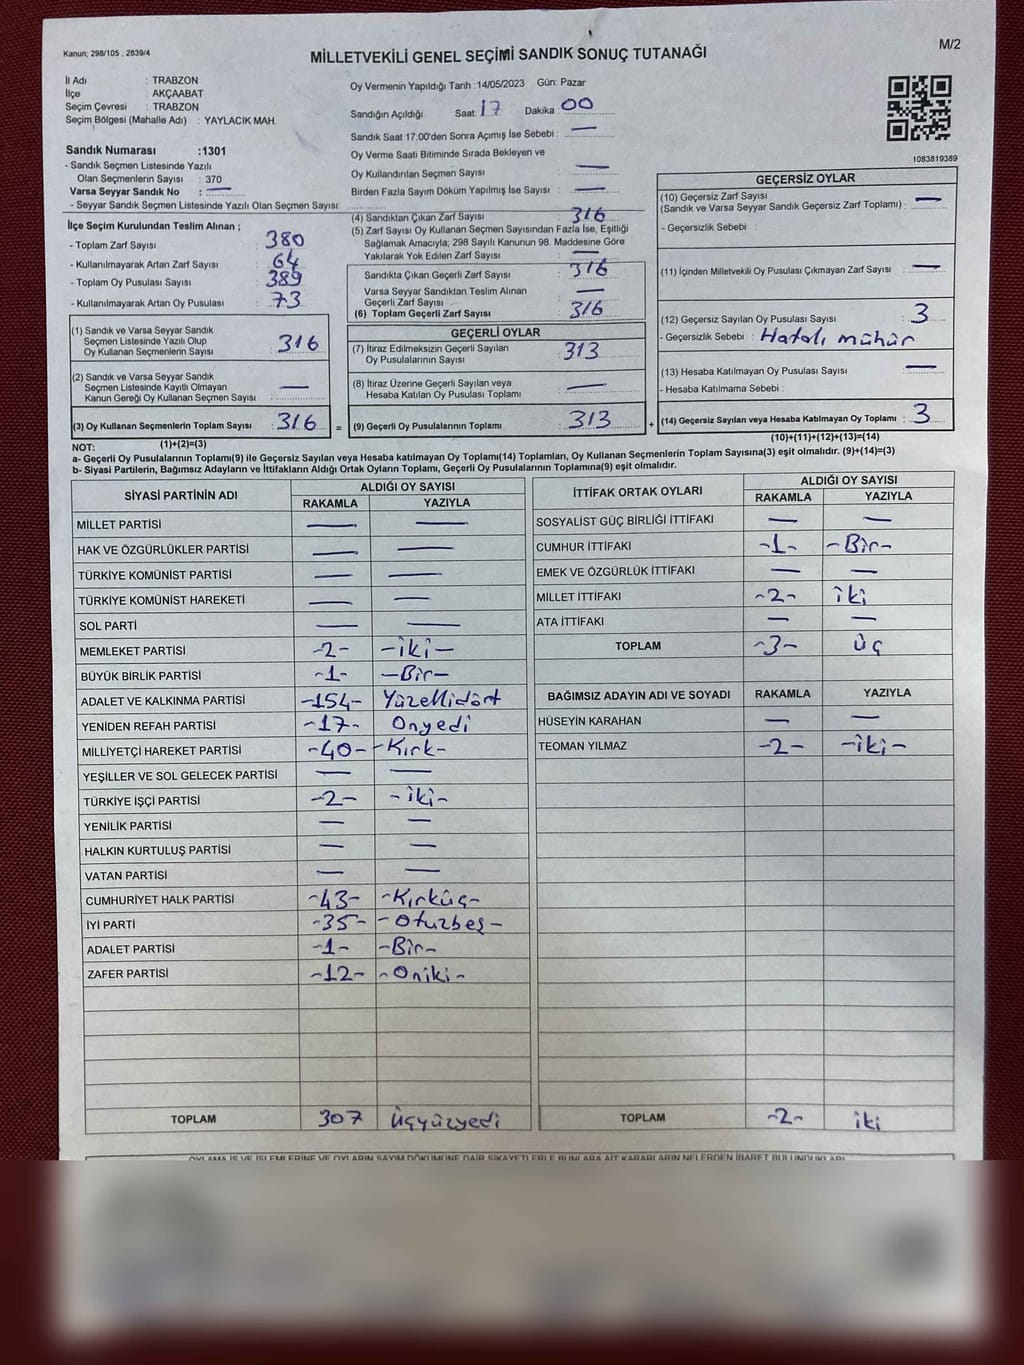 Kanun; 298/105 , 2839/4
MİLLETVEKİLİ GENEL SEÇİMİ SANDIK SONUÇ TUTANAĞI
M/2
İl Adı : TRABZON
İlçe : AKÇAABAT
Seçim Çevresi : TRABZON
Seçim Bölgesi (Mahalle Adı) : YAYLACIK MAH.
Sandık Numarası :1301
- Sandık Seçmen Listesinde Yazılı
Olan Seçmenlerin Sayısı : 370
Varsa Seyyar Sandık No : —
- Seyyar Sandık Seçmen Listesinde Yazılı Olan Seçmen Sayısı:
Oy Vermenin Yapıldığı Tarih :14/05/2023 Gün: Pazar
Sandığın Açıldığı Saat: 17 Dakika: 00
Sandık Saat 17:00'den Sonra Açımış İse Sebebi : —
Oy Verme Saati Bitiminde Sırada Bekleyen ve
Oy Kullandırılan Seçmen Sayısı : —
Birden Fazla Sayım Döküm Yapılmış İse Sayısı : —
1083819389
İlçe Seçim Kurulundan Teslim Alınan ;
- Toplam Zarf Sayısı : 380
- Kullanılmayarak Artan Zarf Sayısı : 64
- Toplam Oy Pusulası Sayısı : 389
- Kullanılmayarak Artan Oy Pusulası : 73
(1) Sandık ve Varsa Seyyar Sandık
Seçmen Listesinde Yazılı Olup
Oy Kullanan Seçmenlerin Sayısı : 316
(2) Sandık ve Varsa Seyyar Sandık
Seçmen Listesinde Kayıtlı Olmayan
Kanun Gereği Oy Kullanan Seçmen Sayısı : —
(3) Oy Kullanan Seçmenlerin Toplam Sayısı : 316 =
(1)+(2)=(3)
(4) Sandıktan Çıkan Zarf Sayısı : 316
(5) Zarf Sayısı Oy Kullanan Seçmen Sayısından Fazla İse, Eşitliği
Sağlamak Amacıyla; 298 Sayılı Kanunun 98. Maddesine Göre
Yakılarak Yok Edilen Zarf Sayısı : —
Sandıkta Çıkan Geçerli Zarf Sayısı : 316
Varsa Seyyar Sandıktan Teslim Alınan
Geçerli Zarf Sayısı : —
(6) Toplam Geçerli Zarf Sayısı : 316
GEÇERLİ OYLAR
(7) İtiraz Edilmeksizin Geçerli Sayılan
Oy Pusulalarının Sayısı : 313
(8) İtiraz Üzerine Geçerli Sayılan veya
Hesaba Katılan Oy Pusulası Toplamı : —
(9) Geçerli Oy Pusulalarının Toplamı : 313 +
GEÇERSİZ OYLAR
(10) Geçersiz Zarf Sayısı
(Sandık ve Varsa Seyyar Sandık Geçersiz Zarf Toplamı) : —
- Geçersizlik Sebebi :
(11) İçinden Milletvekili Oy Pusulası Çıkmayan Zarf Sayısı : —
(12) Geçersiz Sayılan Oy Pusulası Sayısı : 3
- Geçersizlik Sebebi : Hatalı mühür
(13) Hesaba Katılmayan Oy Pusulası Sayısı : —
- Hesaba Katılmama Sebebi :
(14) Geçersiz Sayılan veya Hesaba Katılmayan Oy Toplamı : 3
(10)+(11)+(12)+(13)=(14)
NOT:
a- Geçerli Oy Pusulalarının Toplamı(9) ile Geçersiz Sayılan veya Hesaba Katılmayan Oy Toplamı(14) Toplamları, Oy Kullanan Seçmenlerin Toplam Sayısına(3) eşit olmalıdır. (9)+(14)=(3)
b- Siyasi Partilerin, Bağımsız Adayların ve İttifakların Aldığı Ortak Oyların Toplamı, Geçerli Oy Pusulalarının Toplamına(9) eşit olmalıdır.
SİYASİ PARTİNİN ADI ALDIĞI OY SAYISI
RAKAMLA YAZIYLA
MİLLET PARTİSİ — —
HAK VE ÖZGÜRLÜKLER PARTİSİ — —
TÜRKİYE KOMÜNİST PARTİSİ — —
TÜRKİYE KOMÜNİST HAREKETİ — —
SOL PARTİ — —
MEMLEKET PARTİSİ -2- -iki-
BÜYÜK BİRLİK PARTİSİ -1- -Bir-
ADALET VE KALKINMA PARTİSİ -154- Yüzellidört
YENİDEN REFAH PARTİSİ -17- Onyedi
MİLLİYETÇİ HAREKET PARTİSİ -40- -Kırk-
YEŞİLLER VE SOL GELECEK PARTİSİ — —
TÜRKİYE İŞÇİ PARTİSİ -2- -iki-
YENİLİK PARTİSİ — —
HALKIN KURTULUŞ PARTİSİ — —
VATAN PARTİSİ — —
CUMHURİYET HALK PARTİSİ -43- -Kırküç-
İYİ PARTİ -35- -Otuzbeş-
ADALET PARTİSİ -1- -Bir-
ZAFER PARTİSİ -12- -Oniki-
TOPLAM 307 Üçyüzyedi
İTTİFAK ORTAK OYLARI ALDIĞI OY SAYISI
RAKAMLA YAZIYLA
SOSYALİST GÜÇ BİRLİĞİ İTTİFAKI — —
CUMHUR İTTİFAKI -1- -Bir-
EMEK VE ÖZGÜRLÜK İTTİFAKI — —
MİLLET İTTİFAKI -2- iki
ATA İTTİFAKI — —
TOPLAM -3- üç
BAĞIMSIZ ADAYIN ADI VE SOYADI RAKAMLA YAZIYLA
HÜSEYİN KARAHAN — —
TEOMAN YILMAZ -2- -iki-
TOPLAM -2- iki
OYLAMA İŞ VE İŞLEMLERİNE VE OYLARIN SAYIM DÖKÜMÜNE DAİR ŞİKAYETLERLE BUNLARA AİT KARARLARIN NELERDEN İBARET BULUNDUKLARI